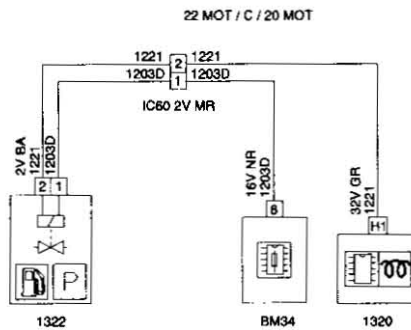 22 MOT / C / 20 MOT
1221 2 1221
1203D 1 1203D
IC60 2V MR
2V BA
1221
1203D
2 1
16V NR
1203D
8
32V GR
1221
H1
P
1322
BM34
1320